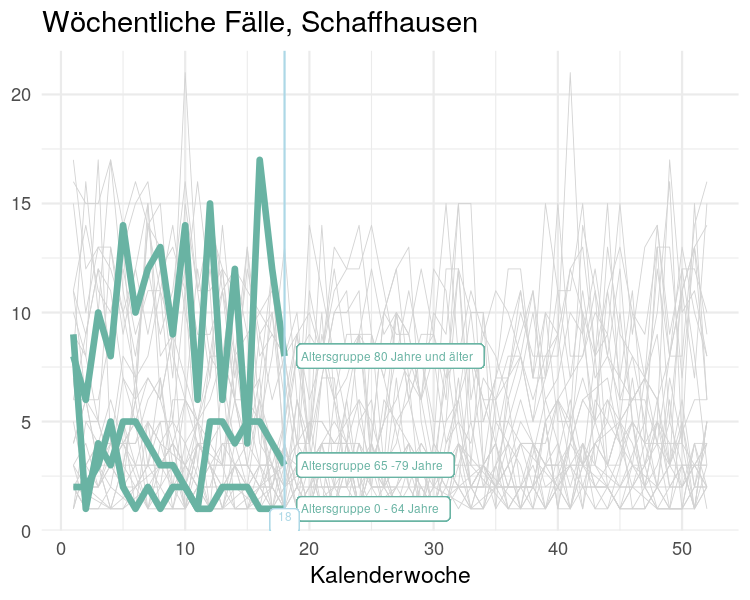 Wöchentliche Fälle, Schaffhausen
20
15
10
5
0
Altersgruppe 80 Jahre und älter
Altersgruppe 65 -79 Jahre
Altersgruppe 0 - 64 Jahre
18
0 10 20 30 40 50
Kalenderwoche